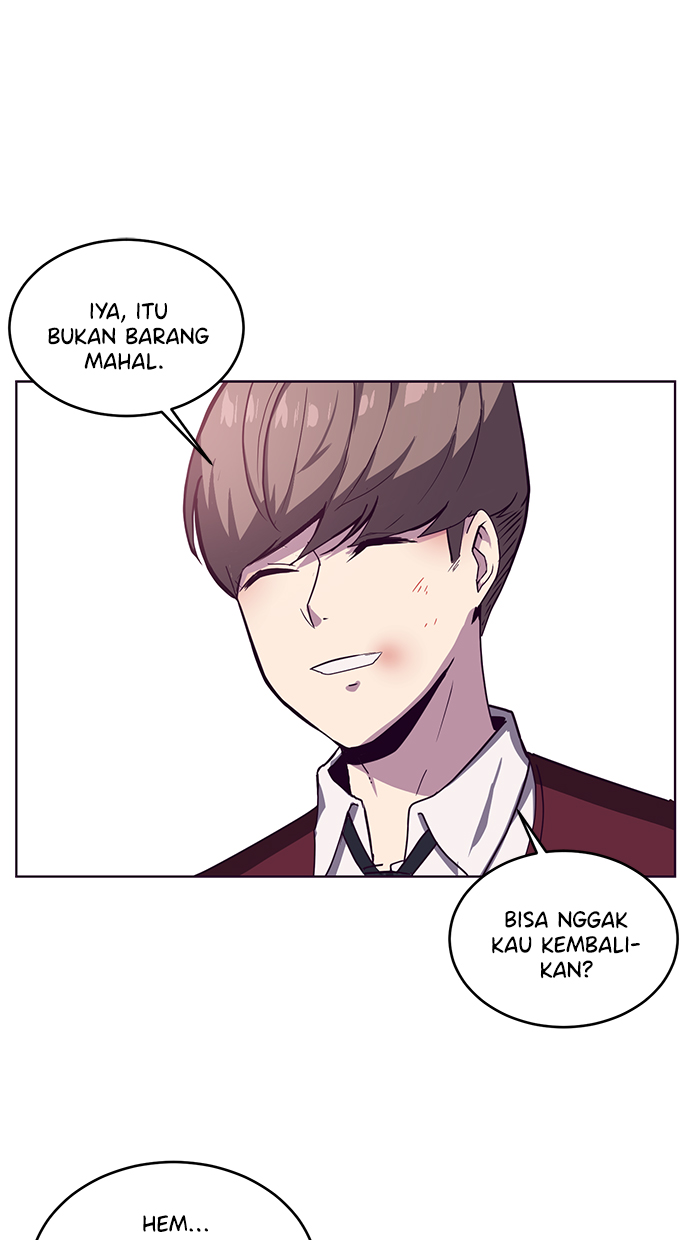 IYA, ITU
BUKAN BARANG
MAHAL.
BISA NGGAK
KAU KEMBALI-
KAN?
HEM...